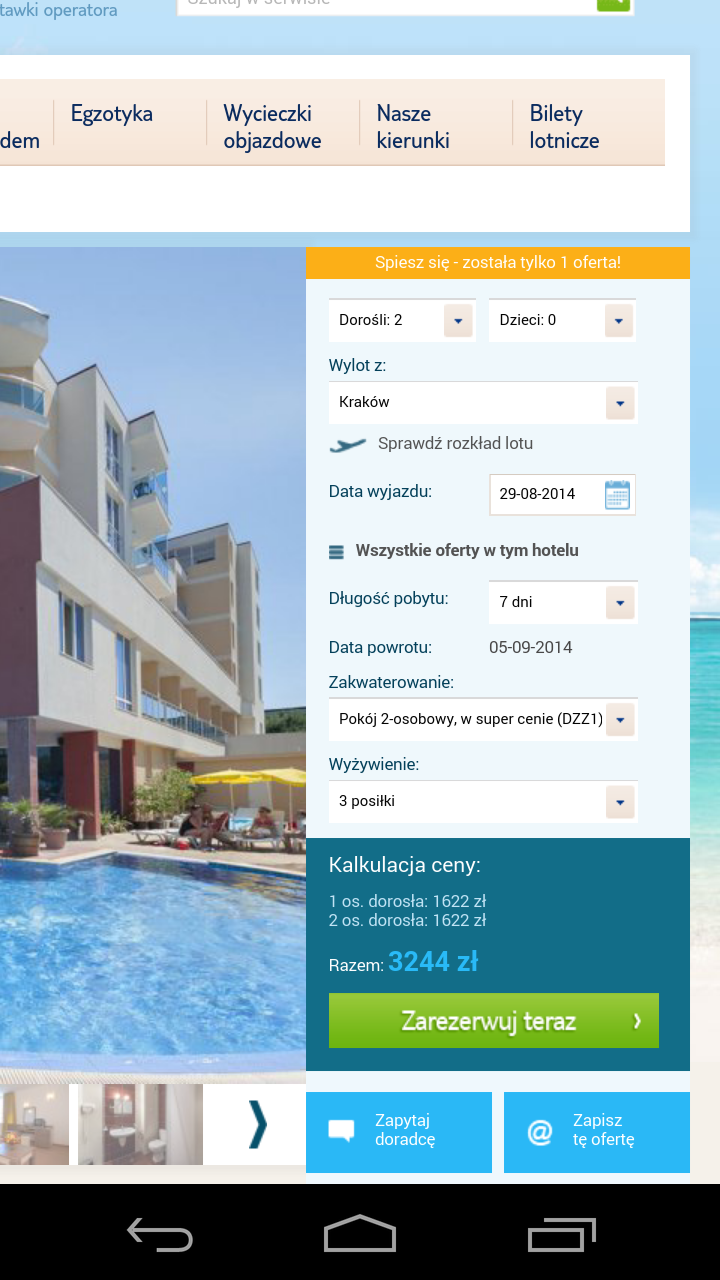 tawki operatora
Szukaj w serwisie
dem
Egzotyka
Wycieczki
objazdowe
Nasze
kierunki
Bilety
lotnicze
Spiesz się - została tylko 1 oferta!
Dorośli: 2
Dzieci: 0
Wylot z:
Kraków
Sprawdź rozkład lotu
Data wyjazdu:
29-08-2014
Wszystkie oferty w tym hotelu
Długość pobytu:
7 dni
Data powrotu:
05-09-2014
Zakwaterowanie:
Pokój 2-osobowy, w super cenie (DZZ1)
Wyżywienie:
3 posiłki
Kalkulacja ceny:
1 os. dorosła: 1622 zł
2 os. dorosła: 1622 zł
Razem: 3244 zł
Zarezerwuj teraz
Zapytaj
doradcę
Zapisz
tę ofertę